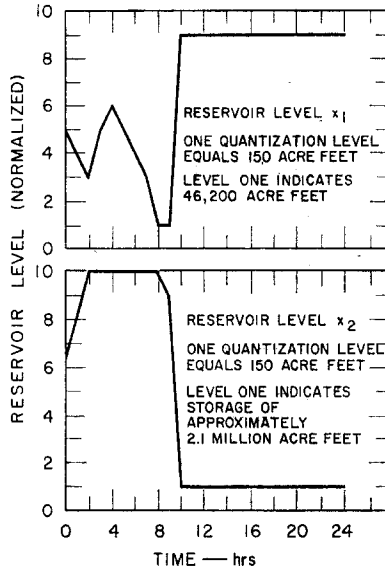 RESERVOIR LEVEL (NORMALIZED)
10
8
6
4
2
0
RESERVOIR LEVEL x1
ONE QUANTIZATION LEVEL
EQUALS 150 ACRE FEET
LEVEL ONE INDICATES
46,200 ACRE FEET
10
8
6
4
2
0
RESERVOIR LEVEL x2
ONE QUANTIZATION LEVEL
EQUALS 150 ACRE FEET
LEVEL ONE INDICATES
STORAGE OF
APPROXIMATELY
2.1 MILLION ACRE FEET
0 4 8 12 16 20 24
TIME — hrs